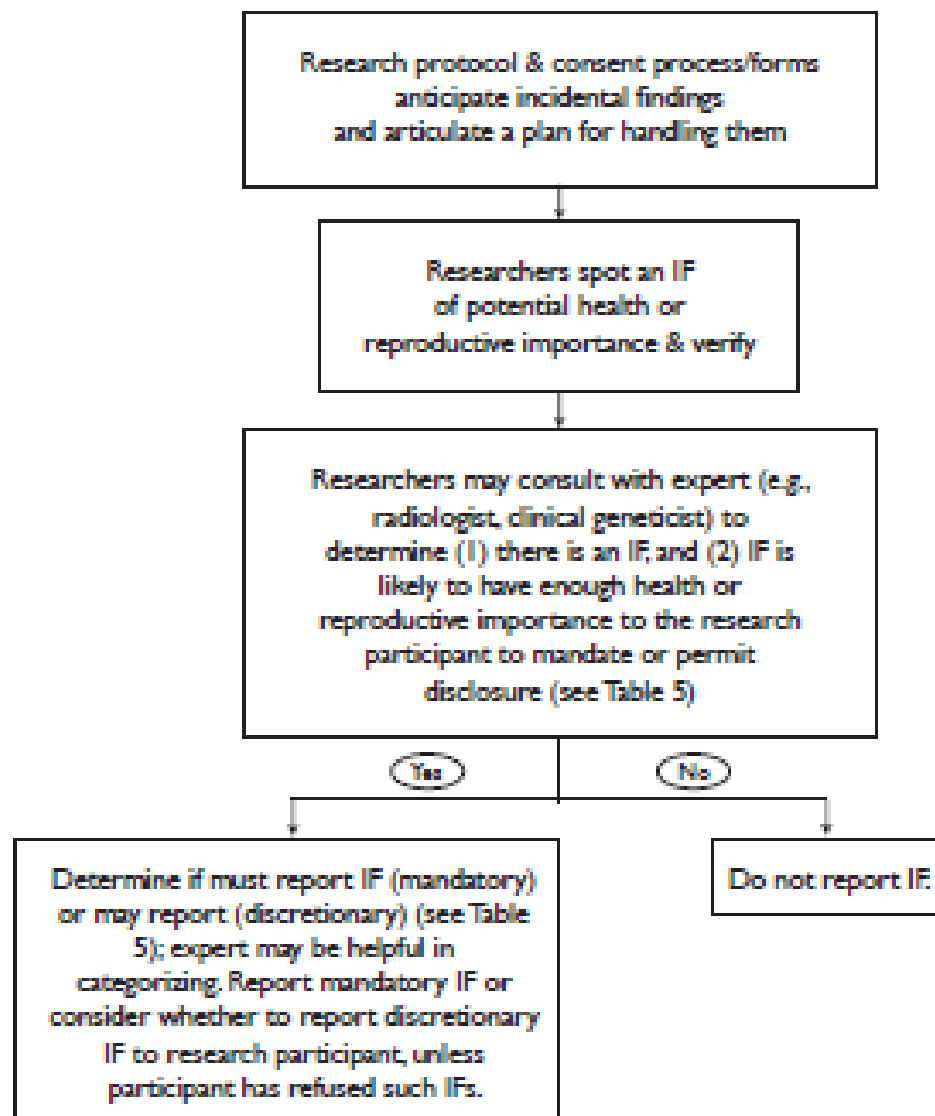 Research protocol & consent process/forms
anticipate incidental findings
and articulate a plan for handling them
Researchers spot an IF
of potential health or
reproductive importance & verify
Researchers may consult with expert (e.g.,
radiologist, clinical geneticist) to
determine (1) there is an IF, and (2) IF is
likely to have enough health or
reproductive importance to the research
participant to mandate or permit
disclosure (see Table 5)
Yes
No
Determine if must report IF (mandatory)
or may report (discretionary) (see Table
5); expert may be helpful in
categorizing. Report mandatory IF or
consider whether to report discretionary
IF to research participant, unless
participant has refused such IFs.
Do not report IF.